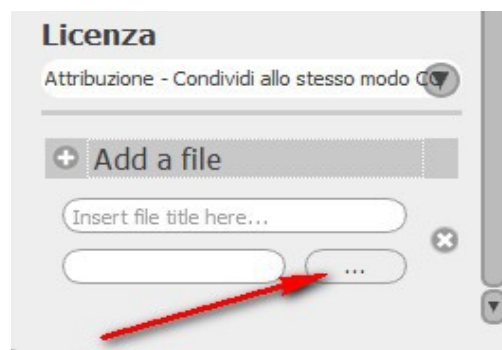 Licenza
Attribuzione - Condividi allo stesso modo
Add a file
Insert file title here...
...